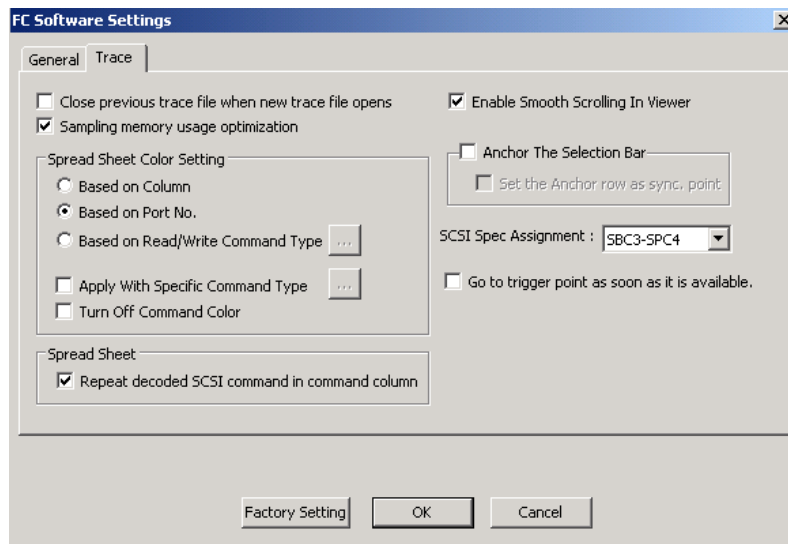 FC Software Settings
General
Trace
Close previous trace file when new trace file opens
Sampling memory usage optimization
Spread Sheet Color Setting
Based on Column
Based on Port No.
Based on Read/Write Command Type
...
Apply With Specific Command Type
...
Turn Off Command Color
Spread Sheet
Repeat decoded SCSI command in command column
Enable Smooth Scrolling In Viewer
Anchor The Selection Bar
Set the Anchor row as sync. point
SCSI Spec Assignment : SBC3-SPC4
Go to trigger point as soon as it is available.
Factory Setting
OK
Cancel